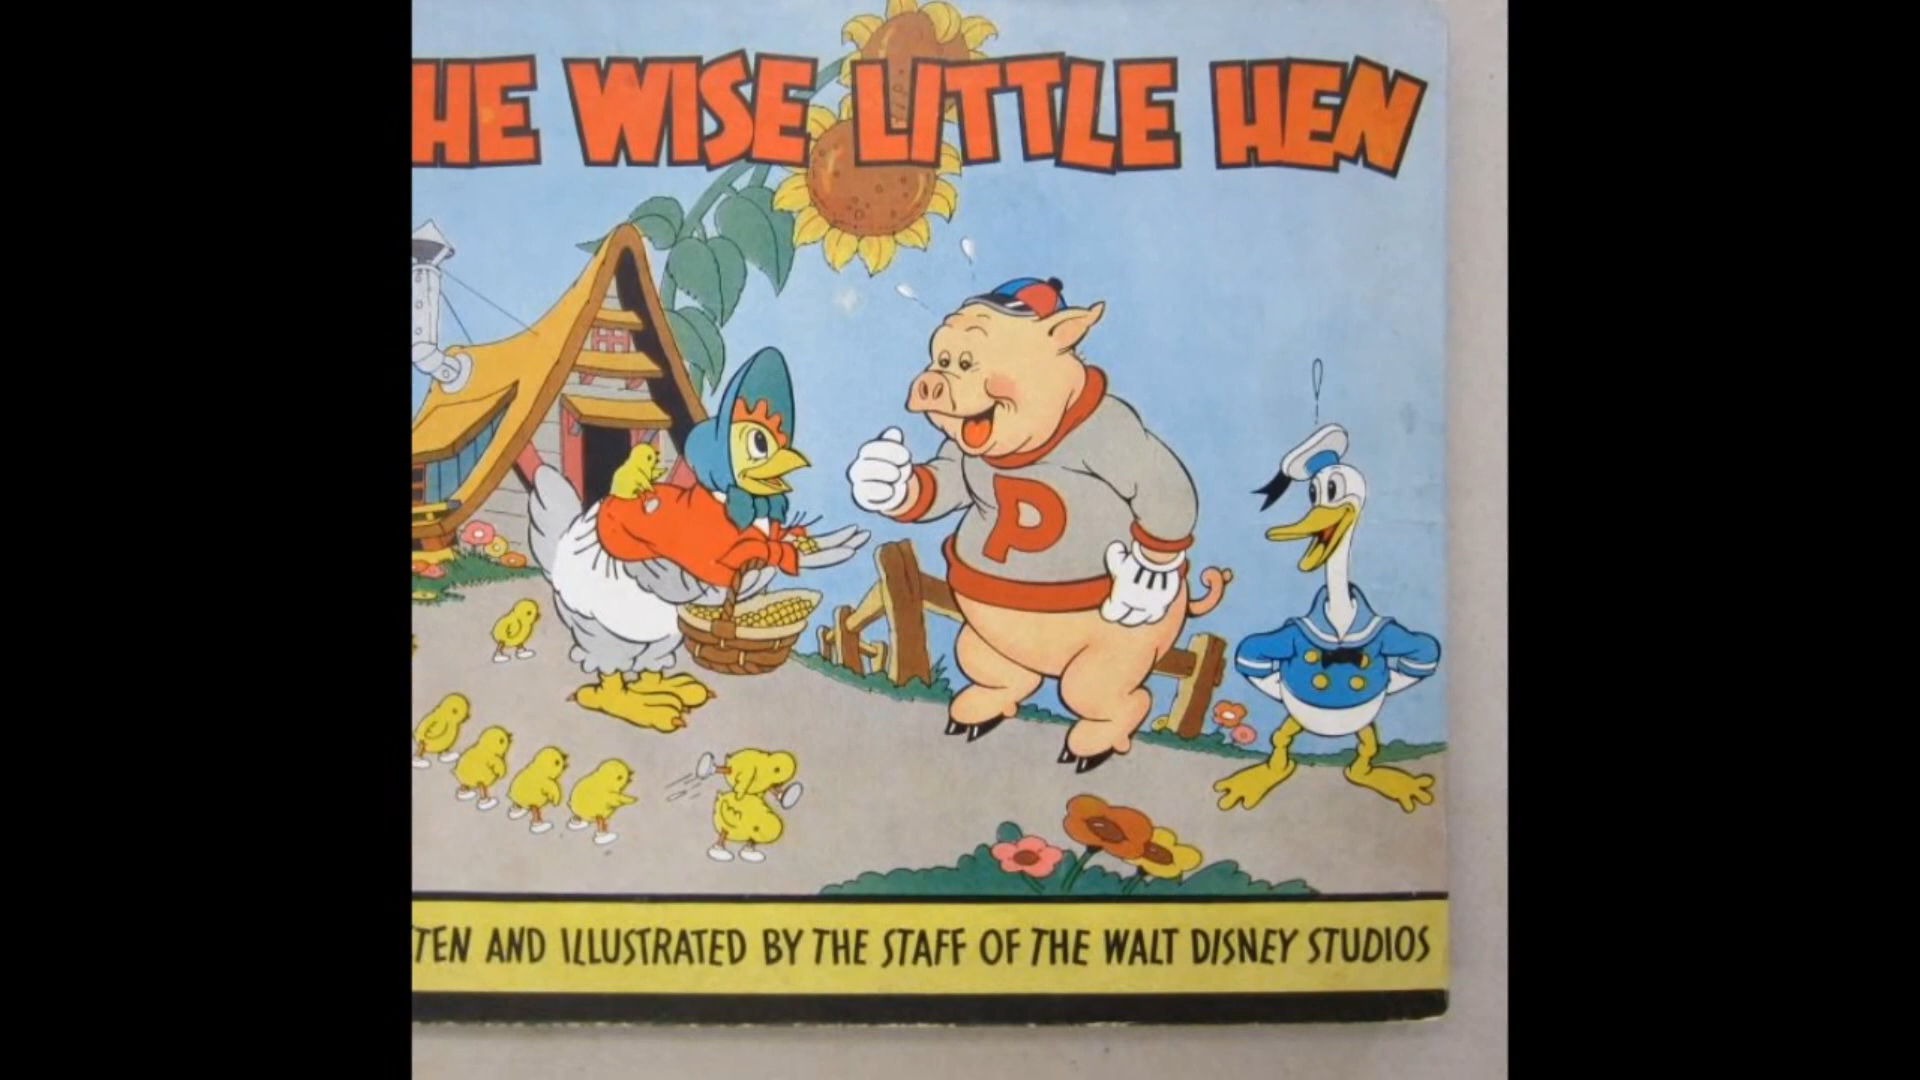 HE WISE LITTLE HEN
P
TEN AND ILLUSTRATED BY THE STAFF OF THE WALT DISNEY STUDIOS